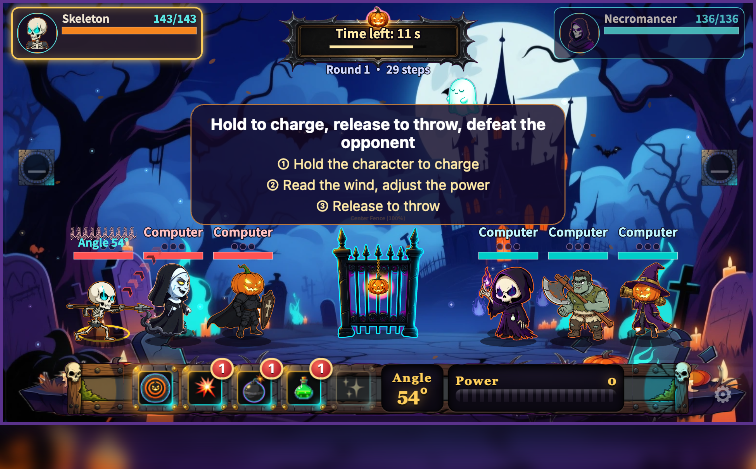 Skeleton 143/143
Time left: 11 s
Necromancer 136/136
Round 1 • 29 steps
Hold to charge, release to throw, defeat the
opponent
① Hold the character to charge
② Read the wind, adjust the power
③ Release to throw
Computer
Computer
Computer
Computer
Computer
Angle 54°
1
1
1
Angle
54°
Power 0